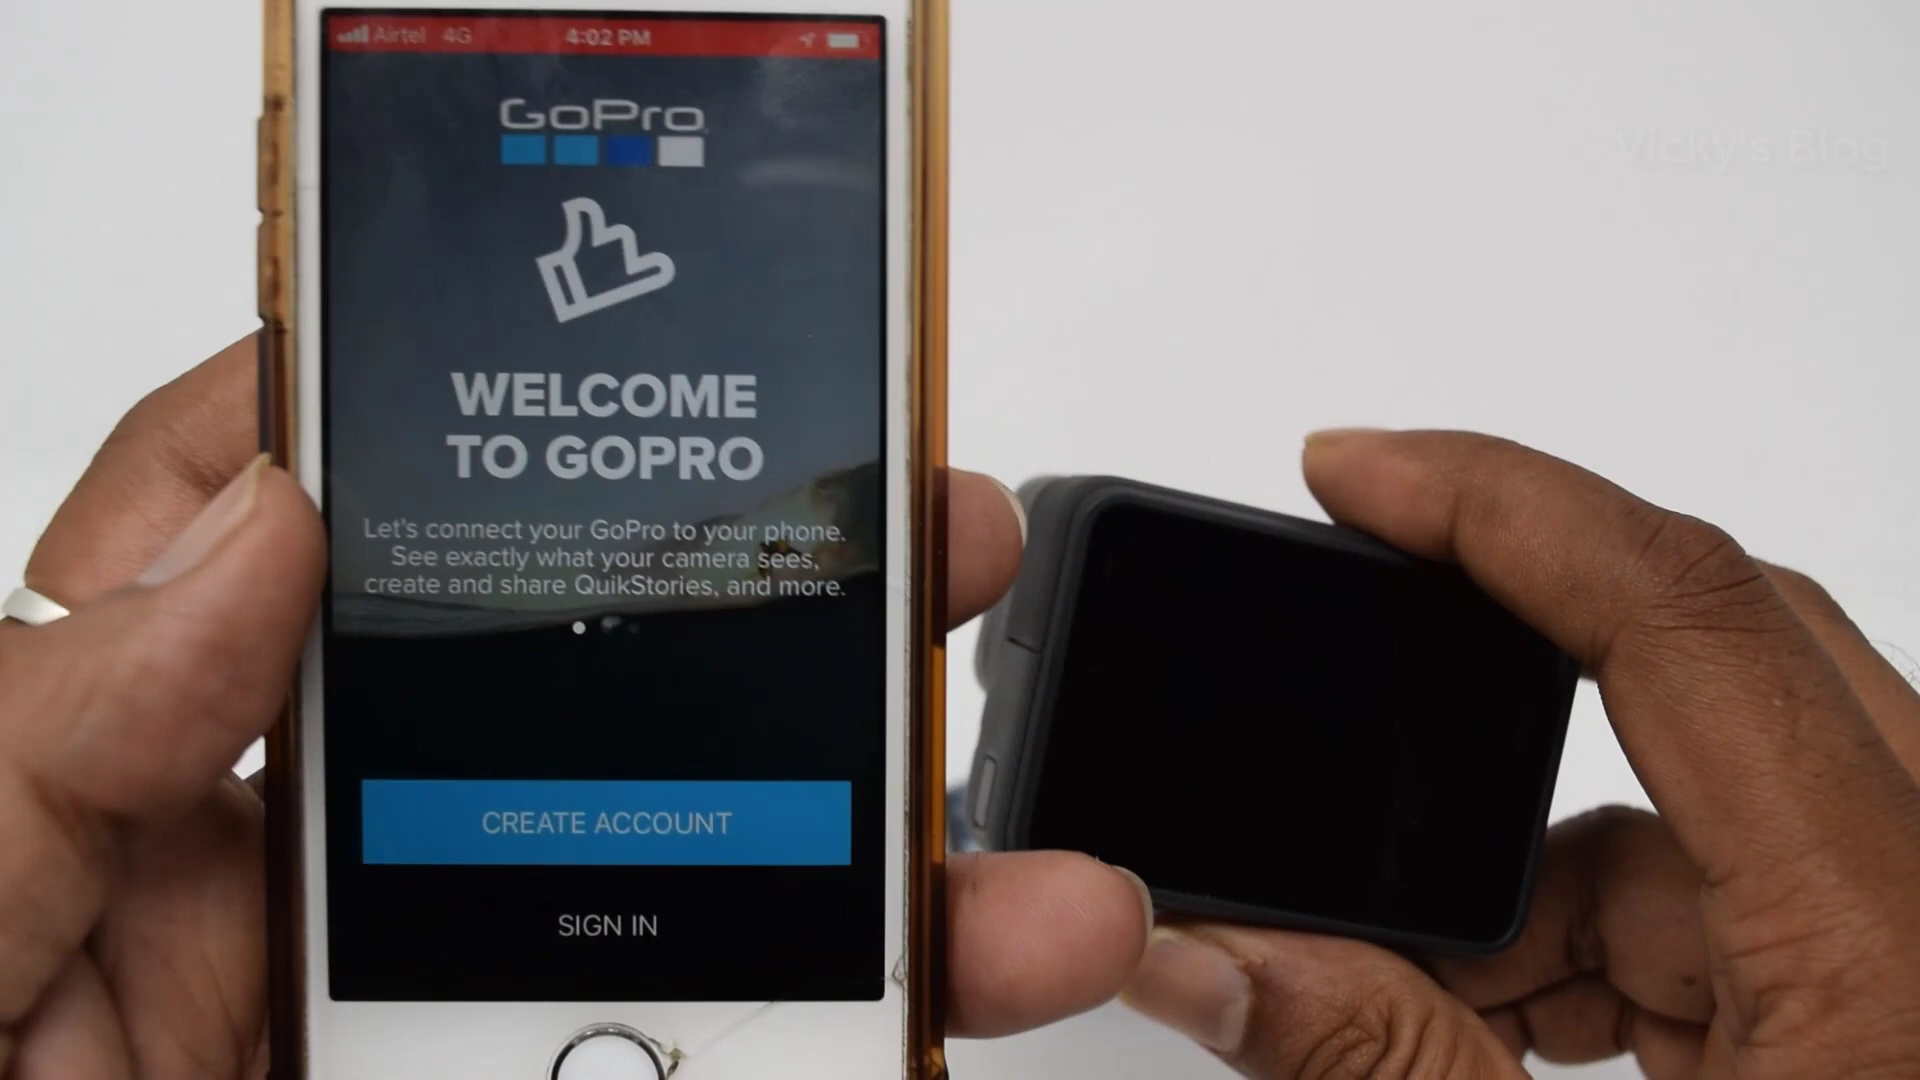 Airtel 4G 4:02 PM
GoPro
Vicky's Blog
WELCOME
TO GOPRO
Let's connect your GoPro to your phone.
See exactly what your camera sees,
create and share QuikStories, and more.
CREATE ACCOUNT
SIGN IN